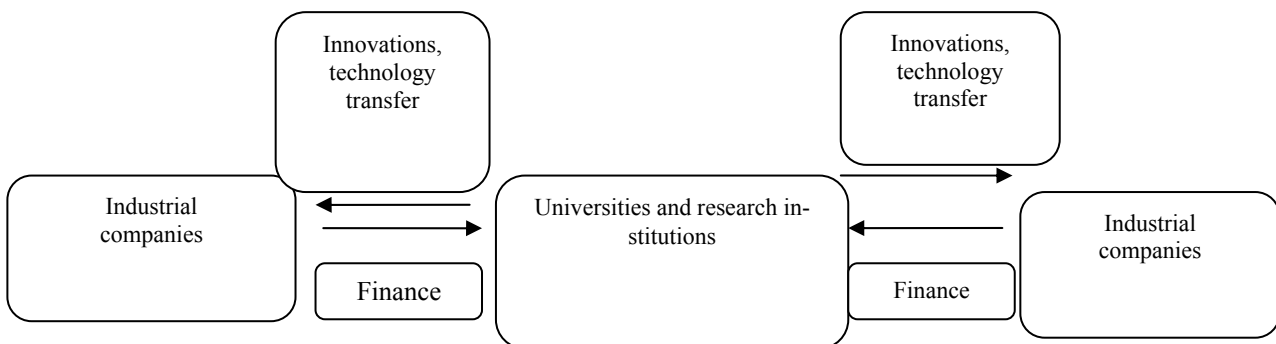 Innovations,
technology
transfer
Innovations,
technology
transfer
Industrial
companies
Universities and research in-
stitutions
Industrial
companies
Finance
Finance